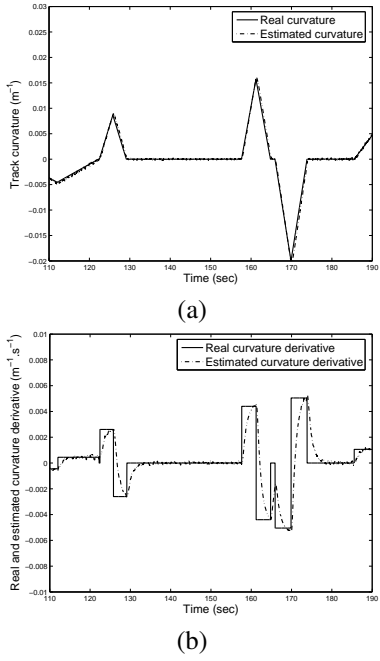 0.03
0.025
0.02
0.015
0.01
0.005
0
−0.005
−0.01
−0.015
−0.02
Track curvature (m⁻¹)
Real curvature
Estimated curvature
110 120 130 140 150 160 170 180 190
Time (sec)
(a)
0.01
0.008
0.006
0.004
0.002
0
−0.002
−0.004
−0.006
−0.008
−0.01
Real and estimated curvature derivative (m⁻¹.s⁻¹)
Real curvature derivative
Estimated curvature derivative
110 120 130 140 150 160 170 180 190
Time (sec)
(b)